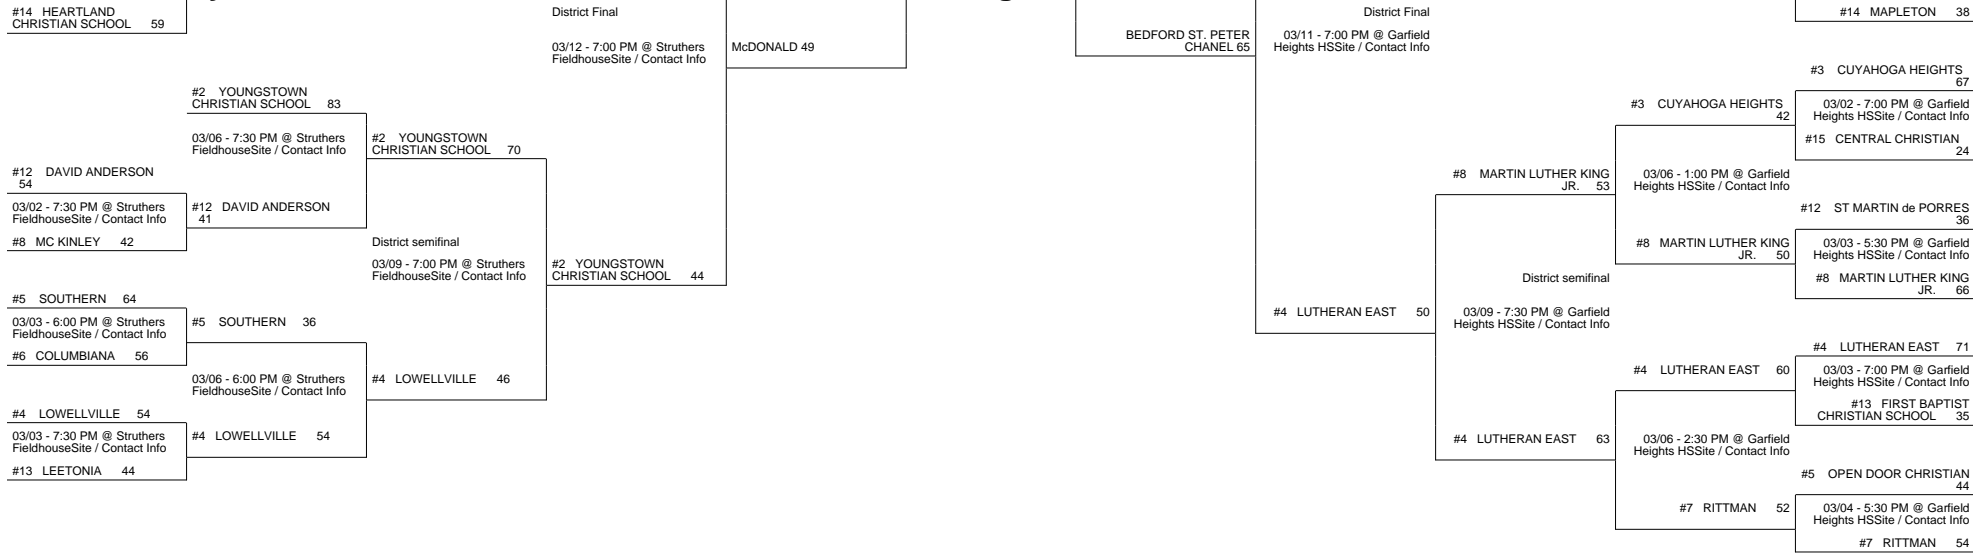 #14 HEARTLAND
CHRISTIAN SCHOOL 59
District Final
03/12 - 7:00 PM @ Struthers
FieldhouseSite / Contact Info
McDONALD 49
#2 YOUNGSTOWN
CHRISTIAN SCHOOL 83
03/06 - 7:30 PM @ Struthers
FieldhouseSite / Contact Info
#2 YOUNGSTOWN
CHRISTIAN SCHOOL 70
#12 DAVID ANDERSON
54
03/02 - 7:30 PM @ Struthers
FieldhouseSite / Contact Info
#12 DAVID ANDERSON
41
#8 MC KINLEY 42
District semifinal
03/09 - 7:00 PM @ Struthers
FieldhouseSite / Contact Info
#2 YOUNGSTOWN
CHRISTIAN SCHOOL 44
#5 SOUTHERN 64
03/03 - 6:00 PM @ Struthers
FieldhouseSite / Contact Info
#5 SOUTHERN 36
#6 COLUMBIANA 56
03/06 - 6:00 PM @ Struthers
FieldhouseSite / Contact Info
#4 LOWELLVILLE 46
#4 LOWELLVILLE 54
03/03 - 7:30 PM @ Struthers
FieldhouseSite / Contact Info
#4 LOWELLVILLE 54
#13 LEETONIA 44
District Final
BEDFORD ST. PETER
CHANEL 65
03/11 - 7:00 PM @ Garfield
Heights HSSite / Contact Info
#14 MAPLETON 38
#3 CUYAHOGA HEIGHTS
67
#3 CUYAHOGA HEIGHTS
42
03/02 - 7:00 PM @ Garfield
Heights HSSite / Contact Info
#15 CENTRAL CHRISTIAN
24
#8 MARTIN LUTHER KING
JR. 53
03/06 - 1:00 PM @ Garfield
Heights HSSite / Contact Info
#12 ST MARTIN de PORRES
36
#8 MARTIN LUTHER KING
JR. 50
03/03 - 5:30 PM @ Garfield
Heights HSSite / Contact Info
#8 MARTIN LUTHER KING
JR. 66
District semifinal
#4 LUTHERAN EAST 50
03/09 - 7:30 PM @ Garfield
Heights HSSite / Contact Info
#4 LUTHERAN EAST 71
#4 LUTHERAN EAST 60
03/03 - 7:00 PM @ Garfield
Heights HSSite / Contact Info
#13 FIRST BAPTIST
CHRISTIAN SCHOOL 35
#4 LUTHERAN EAST 63
03/06 - 2:30 PM @ Garfield
Heights HSSite / Contact Info
#5 OPEN DOOR CHRISTIAN
44
#7 RITTMAN 52
03/04 - 5:30 PM @ Garfield
Heights HSSite / Contact Info
#7 RITTMAN 54